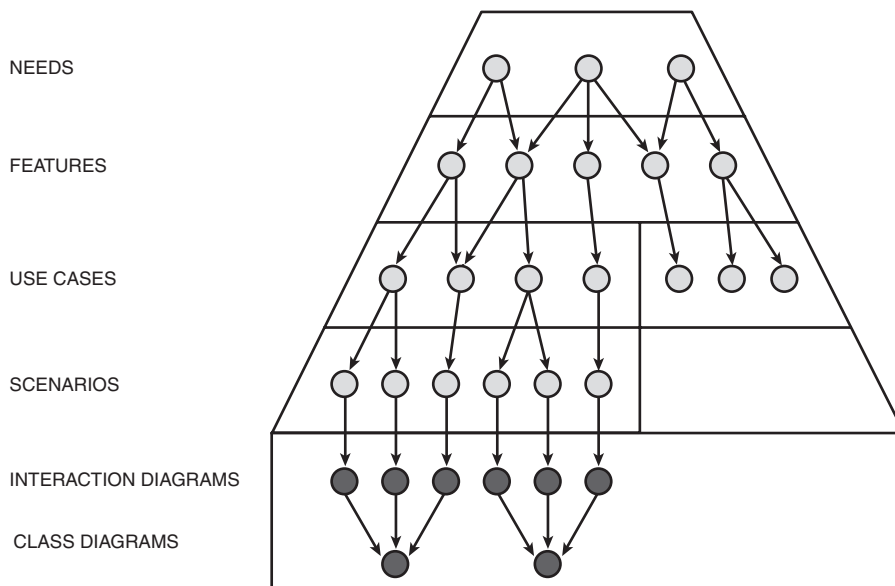 NEEDS
FEATURES
USE CASES
SCENARIOS
INTERACTION DIAGRAMS
CLASS DIAGRAMS